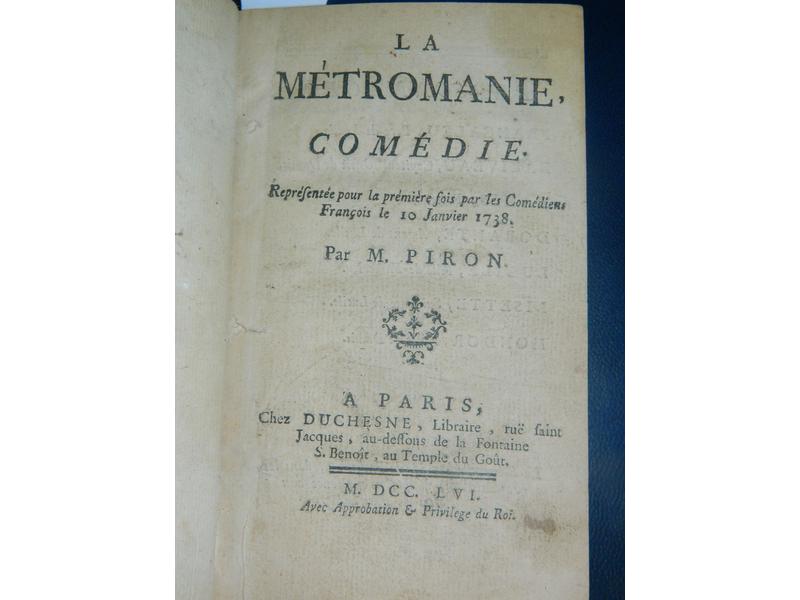 LA
MÉTROMANIE,
COMÉDIE.
Repréſentée pour la prémière fois par les Comédiens
François le 10 Janvier 1738.
Par M. PIRON.
A PARIS,
Chez DUCHESNE, Libraire, ruë ſaint
Jacques, au-deſſous de la Fontaine
S. Benoît, au Temple du Goût.
M. DCC. LVI.
Avec Approbation & Privilege du Roi.